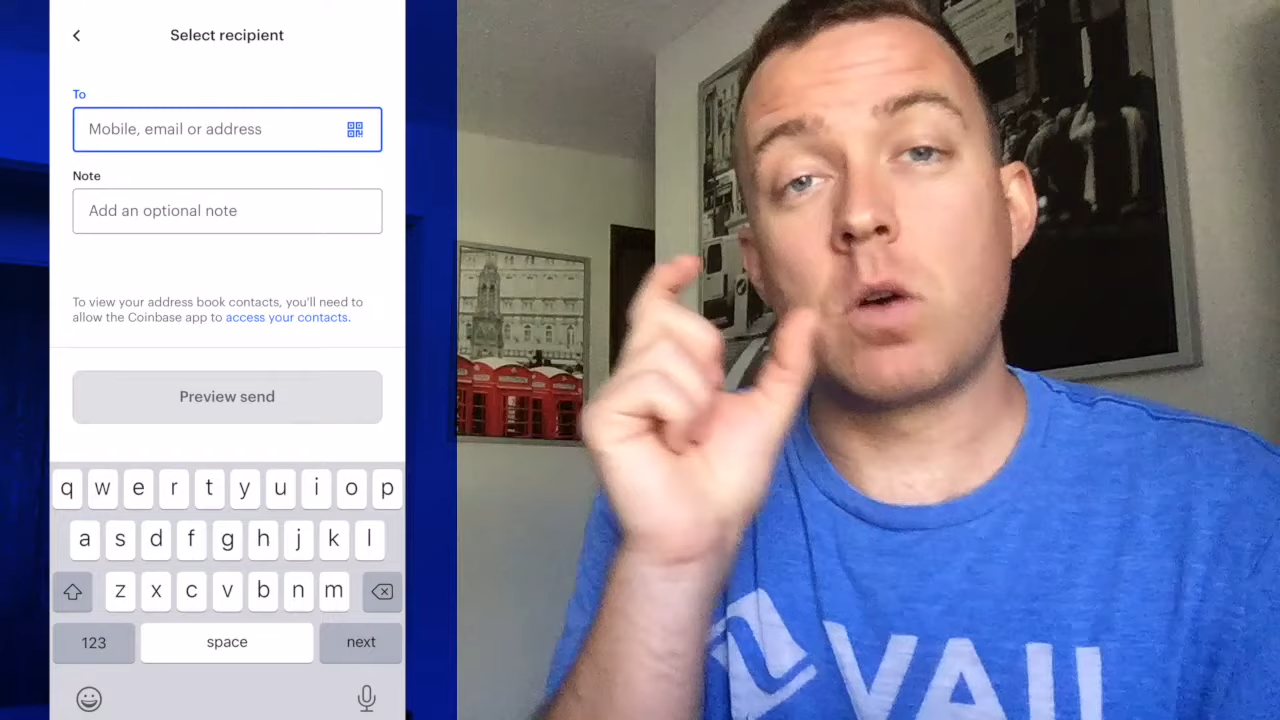 Select recipient
To
Mobile, email or address
Note
Add an optional note
To view your address book contacts, you'll need to
allow the Coinbase app to access your contacts.
Preview send
q w e r t y u i o p
a s d f g h j k l
z x c v b n m
123 space next
VAIL